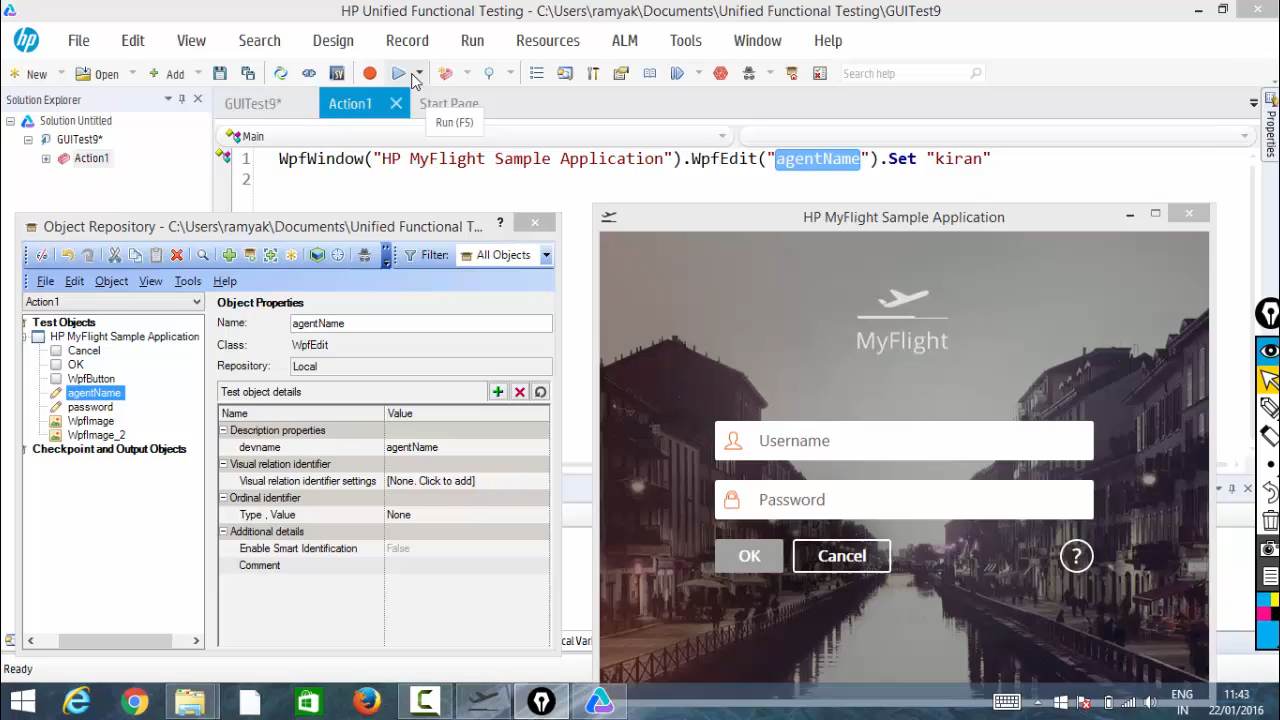 HP Unified Functional Testing - C:\Users\ramyak\Documents\Unified Functional Testing\GUITest9
hp File Edit View Search Design Record Run Resources ALM Tools Window Help
New Open Add Search help
Solution Explorer
GUITest9* Action1 Start Page
Run (F5)
Properties
Solution Untitled
GUITest9*
Action1
Main
1 WpfWindow("HP MyFlight Sample Application").WpfEdit("agentName").Set "kiran"
2
Object Repository - C:\Users\ramyak\Documents\Unified Functional T... ?
Filter: All Objects
File Edit View Tools Help
Object
Action1
Test Objects
HP MyFlight Sample Application
Cancel
OK
WpfButton
agentName
password
WpfImage
WpfImage_2
Checkpoint and Output Objects
Object Properties
Name: agentName
Class: WpfEdit
Repository: Local
Test object details
Name Value
Description properties
devname agentName
Visual relation identifier
Visual relation identifier settings [None. Click to add]
Ordinal identifier
Type , Value None
Additional details
Enable Smart Identification False
Comment
HP MyFlight Sample Application
MyFlight
Username
Password
OK Cancel ?
cal Vari
Ready
ENG
IN
11:43
22/01/2016